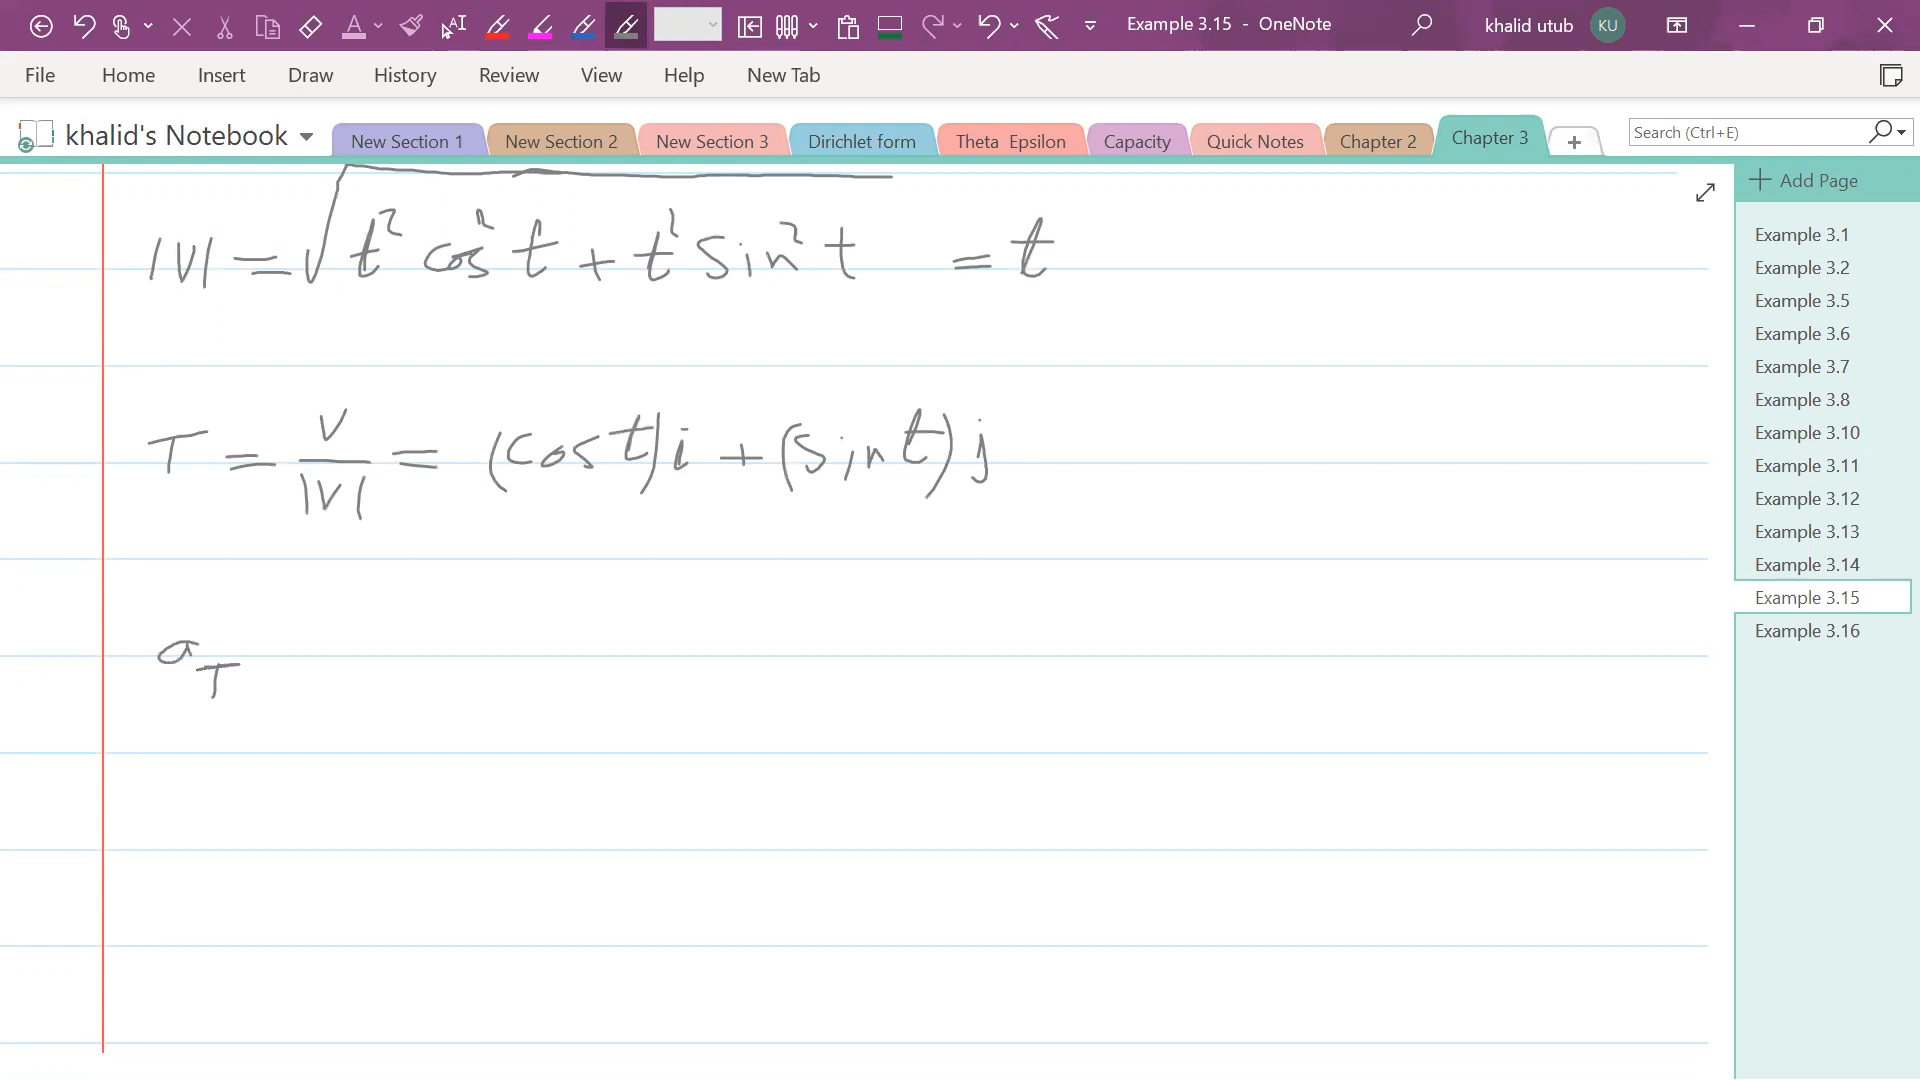 Example 3.15 - OneNote
khalid utub
KU
File Home Insert Draw History Review View Help New Tab
khalid's Notebook
New Section 1 New Section 2 New Section 3 Dirichlet form Theta Epsilon Capacity Quick Notes Chapter 2 Chapter 3
Search (Ctrl+E)
Add Page
Example 3.1
Example 3.2
Example 3.5
Example 3.6
Example 3.7
Example 3.8
Example 3.10
Example 3.11
Example 3.12
Example 3.13
Example 3.14
Example 3.15
Example 3.16
|V| = √(t² cos² t + t² sin² t) = t
T = V/|V| = (cos t) i + (sin t) j
a_T